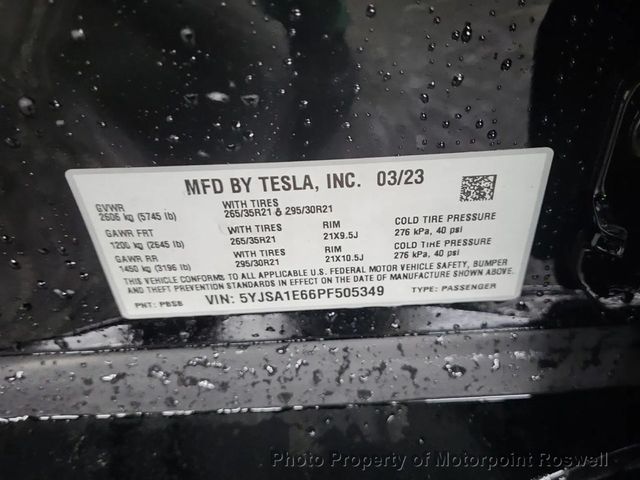 MFD BY TESLA, INC. 03/23
GVWR
2606 kg (5745 lb)
WITH TIRES
265/35R21 & 295/30R21
GAWR FRT
1200 kg (2645 lb)
WITH TIRES
265/35R21
RIM
21X9.5J
COLD TIRE PRESSURE
276 kPa, 40 psi
GAWR RR
1450 kg (3196 lb)
WITH TIRES
295/30R21
RIM
21X10.5J
COLD TIRE PRESSURE
276 kPa, 40 psi
THIS VEHICLE CONFORMS TO ALL APPLICABLE U.S. FEDERAL MOTOR VEHICLE SAFETY, BUMPER
AND THEFT PREVENTION STANDARDS IN EFFECT ON THE DATE OF MANUFACTURE SHOWN ABOVE.
PNT: PBSB
VIN: 5YJSA1E66PF505349
TYPE: PASSENGER
Photo Property of Motorpoint Roswell